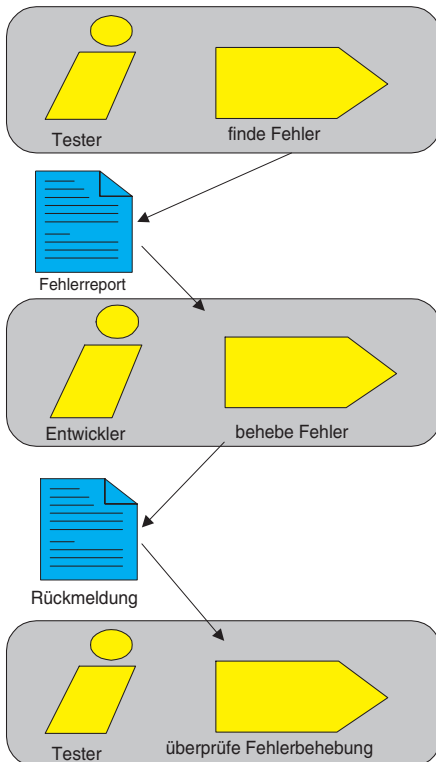 Tester
finde Fehler
Fehlerreport
Entwickler
behebe Fehler
Rückmeldung
Tester
überprüfe Fehlerbehebung